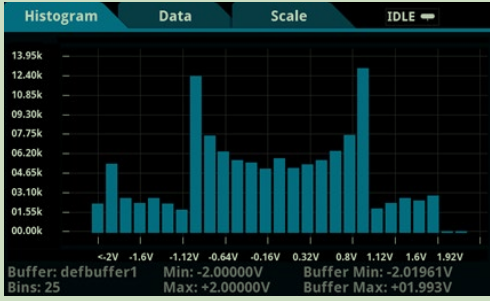 Histogram Data Scale IDLE
13.95k
12.40k
10.85k
09.30k
07.75k
06.20k
04.65k
03.10k
01.55k
00.00k
<-2V -1.6V -1.12V -0.64V -0.16V 0.32V 0.8V 1.12V 1.6V 1.92V
Buffer: defbuffer1 Min: -2.00000V Buffer Min: -2.01961V
Bins: 25 Max: +2.00000V Buffer Max: +01.993V